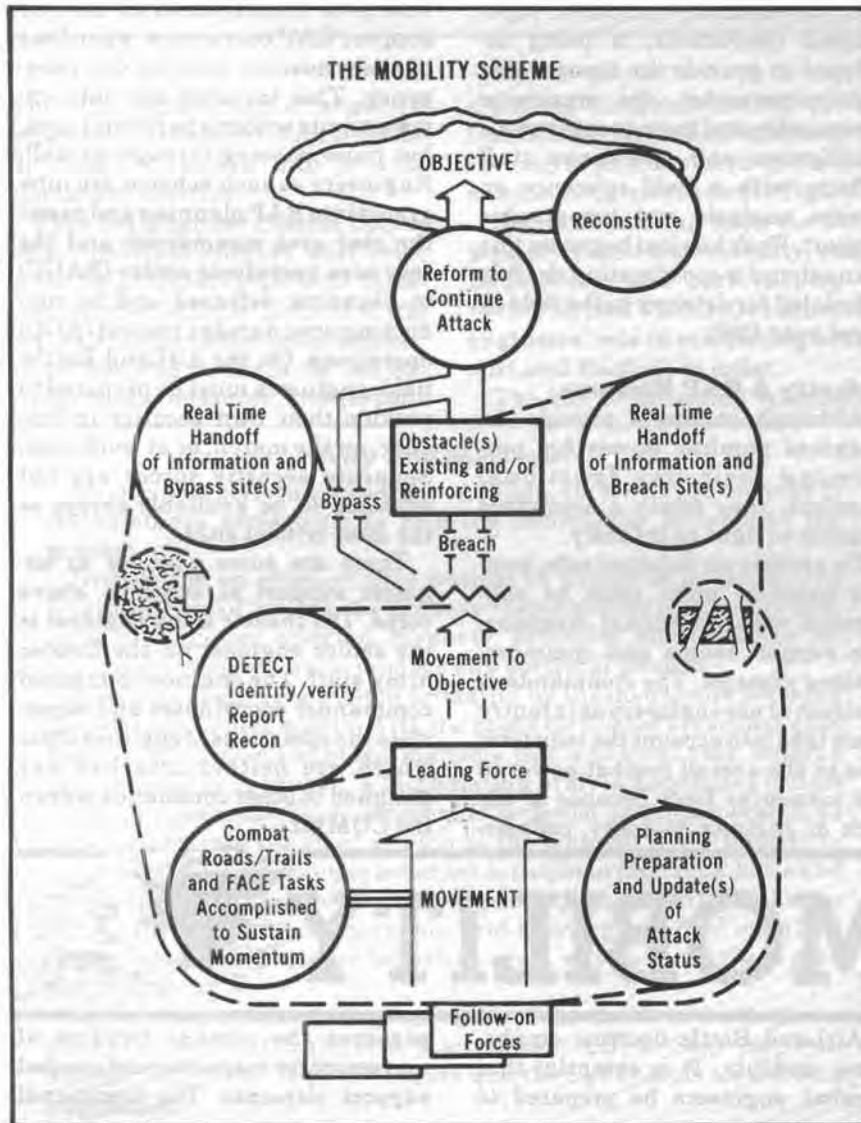 THE MOBILITY SCHEME
OBJECTIVE
Reconstitute
Reform to
Continue
Attack
Real Time
Handoff
of Information and
Bypass site(s)
Obstacle(s)
Existing and/or
Reinforcing
Real Time
Handoff
of Information and
Breach Site(s)
Bypass
Breach
DETECT
Identify/verify
Report
Recon
Movement To
Objective
Leading Force
Combat
Roads/Trails
and FACE Tasks
Accomplished
to Sustain
Momentum
MOVEMENT
Planning
Preparation
and Update(s)
of
Attack
Status
Follow-on
Forces